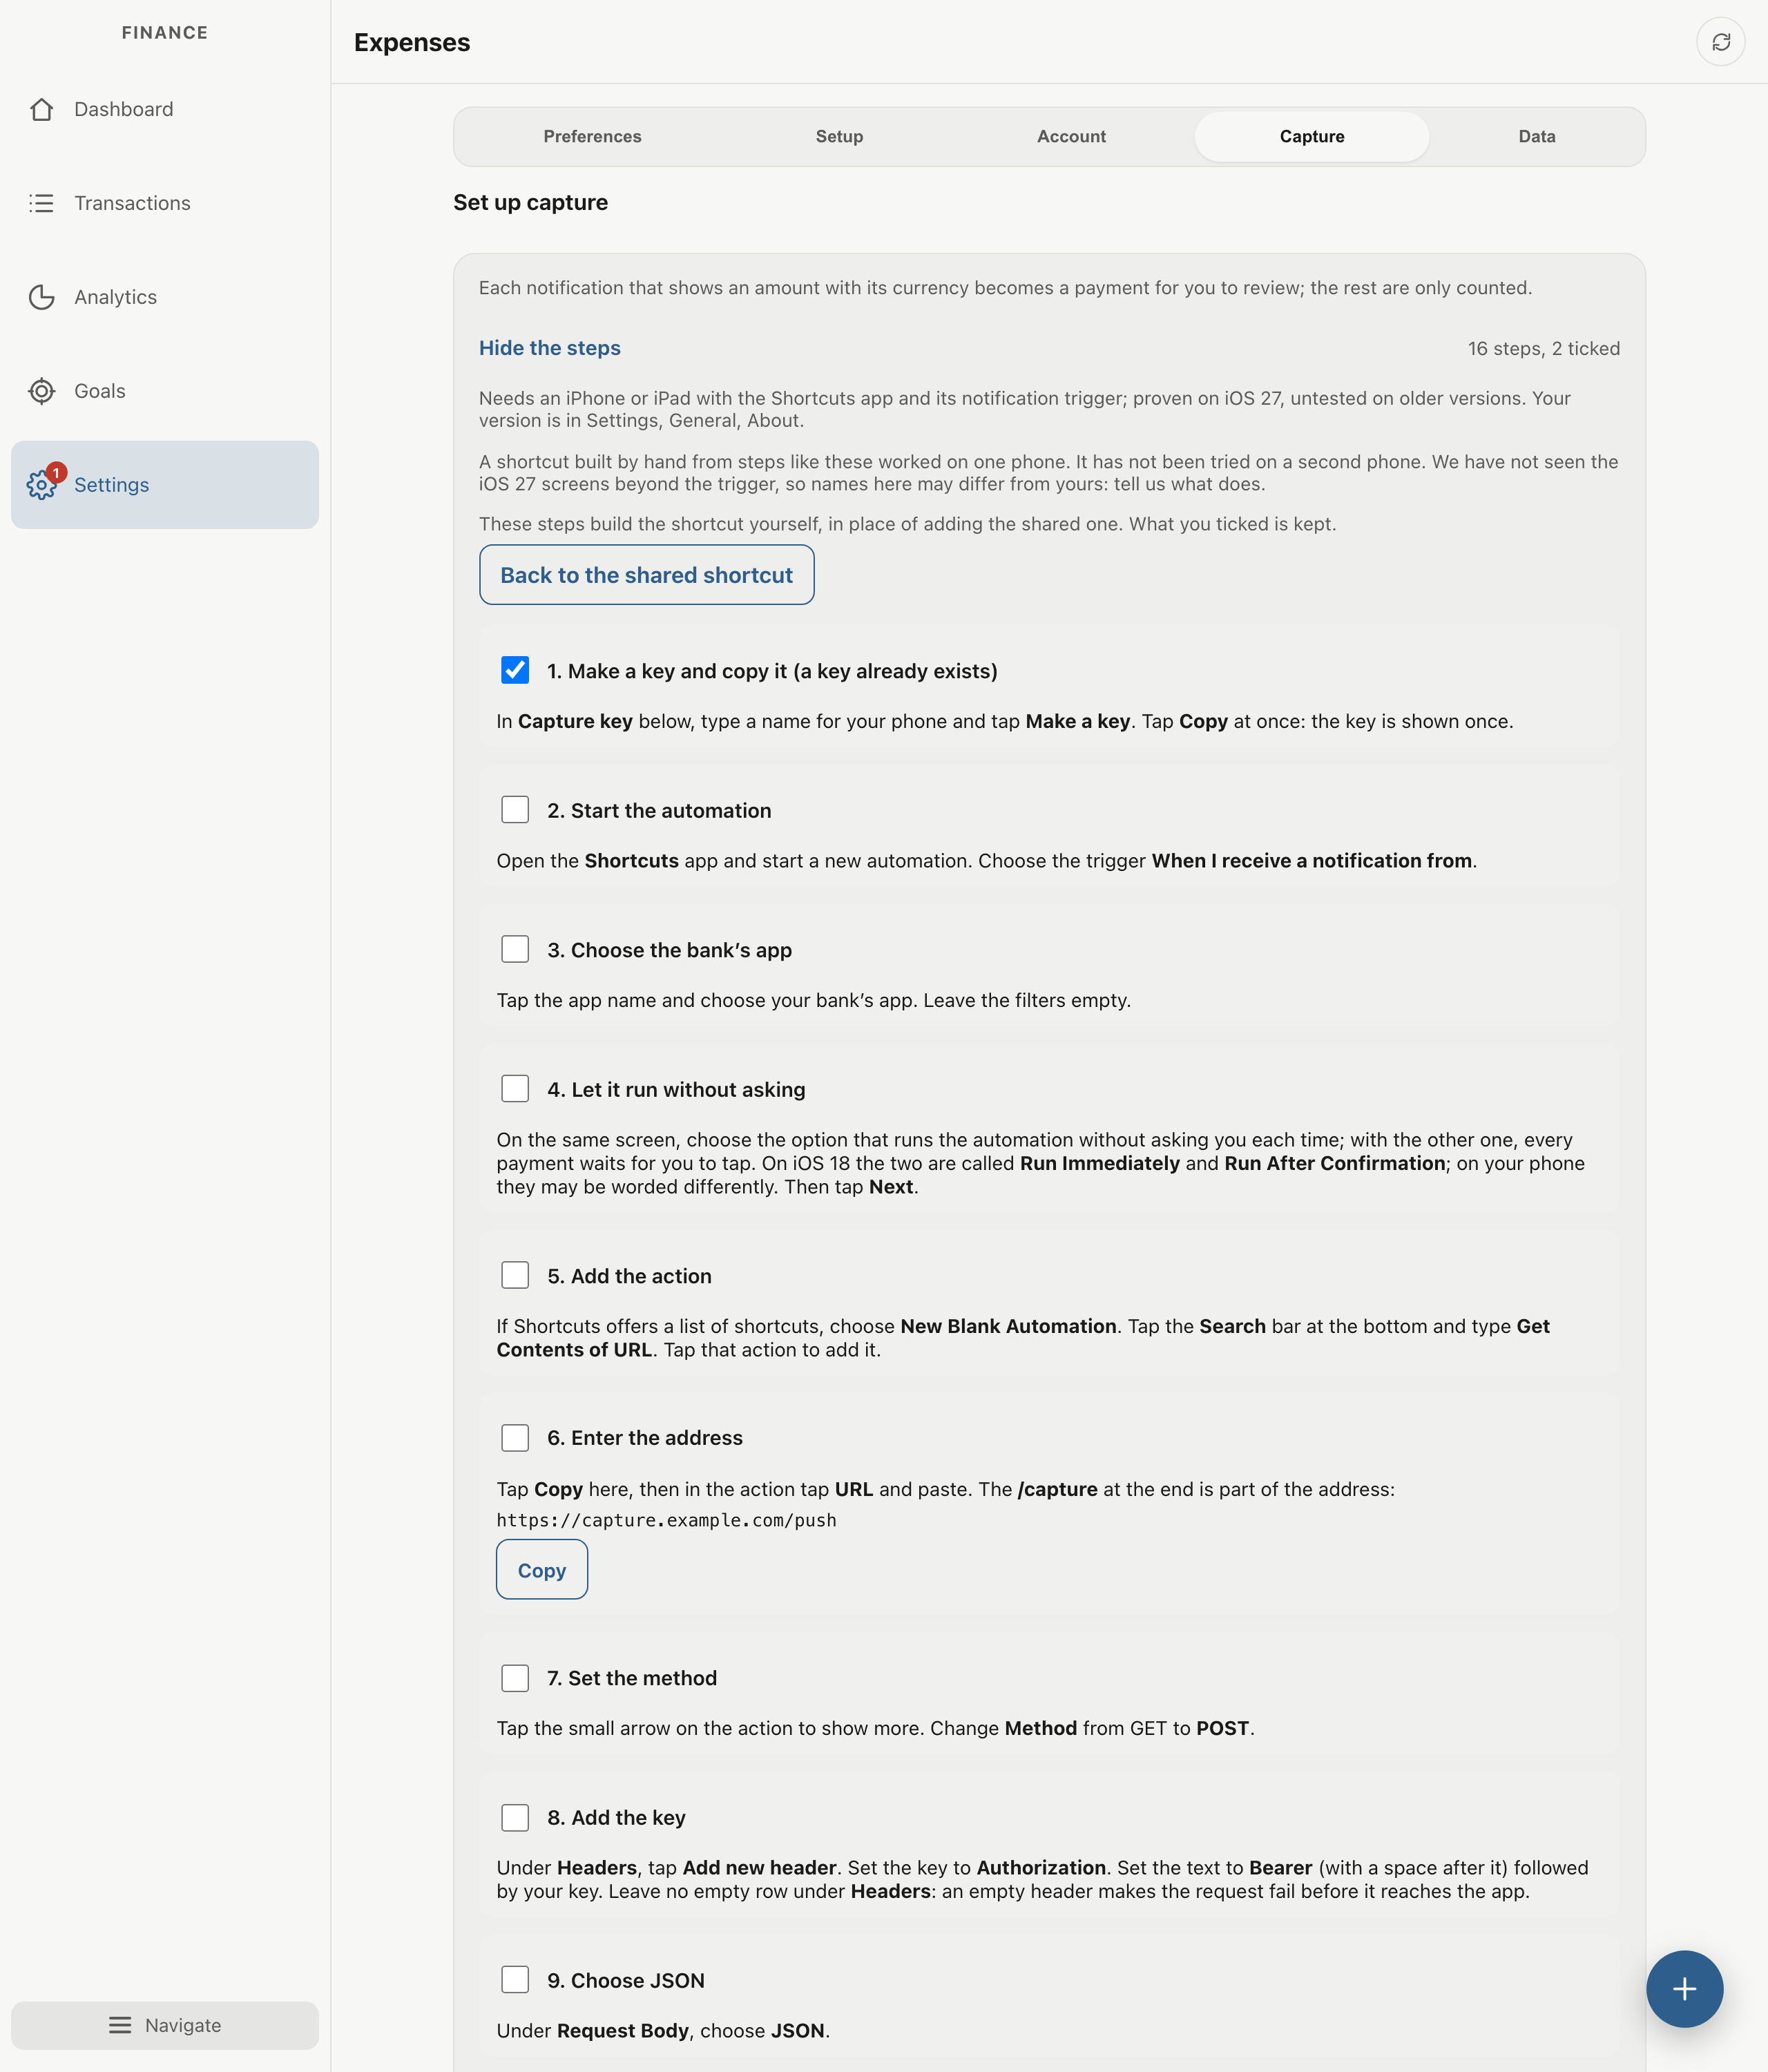 FINANCE
Dashboard
Transactions
Analytics
Goals
1
Settings
Navigate
Expenses
Preferences
Setup
Account
Capture
Data
Set up capture
Each notification that shows an amount with its currency becomes a payment for you to review; the rest are only counted.
Hide the steps
16 steps, 2 ticked
Needs an iPhone or iPad with the Shortcuts app and its notification trigger; proven on iOS 27, untested on older versions. Your
version is in Settings, General, About.
A shortcut built by hand from steps like these worked on one phone. It has not been tried on a second phone. We have not seen the
iOS 27 screens beyond the trigger, so names here may differ from yours: tell us what does.
These steps build the shortcut yourself, in place of adding the shared one. What you ticked is kept.
Back to the shared shortcut
1. Make a key and copy it (a key already exists)
In Capture key below, type a name for your phone and tap Make a key. Tap Copy at once: the key is shown once.
2. Start the automation
Open the Shortcuts app and start a new automation. Choose the trigger When I receive a notification from.
3. Choose the bank’s app
Tap the app name and choose your bank’s app. Leave the filters empty.
4. Let it run without asking
On the same screen, choose the option that runs the automation without asking you each time; with the other one, every
payment waits for you to tap. On iOS 18 the two are called Run Immediately and Run After Confirmation; on your phone
they may be worded differently. Then tap Next.
5. Add the action
If Shortcuts offers a list of shortcuts, choose New Blank Automation. Tap the Search bar at the bottom and type Get
Contents of URL. Tap that action to add it.
6. Enter the address
Tap Copy here, then in the action tap URL and paste. The /capture at the end is part of the address:
https://capture.example.com/push
Copy
7. Set the method
Tap the small arrow on the action to show more. Change Method from GET to POST.
8. Add the key
Under Headers, tap Add new header. Set the key to Authorization. Set the text to Bearer (with a space after it) followed
by your key. Leave no empty row under Headers: an empty header makes the request fail before it reaches the app.
9. Choose JSON
Under Request Body, choose JSON.